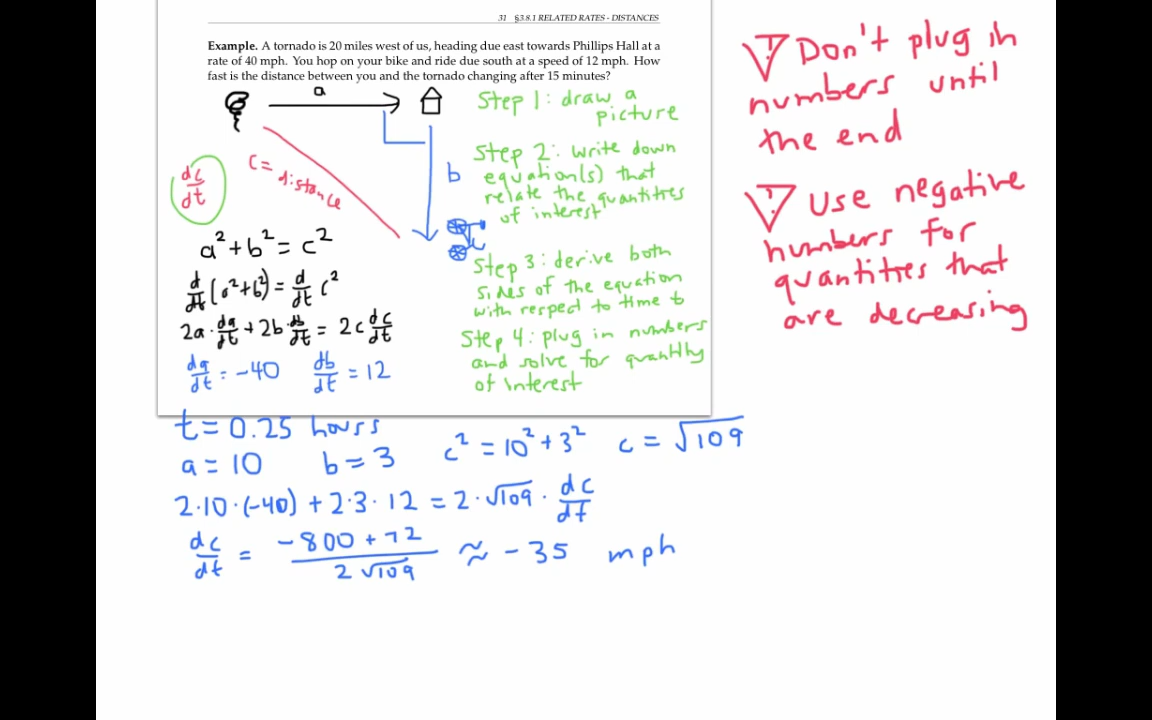 31 §3.8.1 RELATED RATES - DISTANCES
Example. A tornado is 20 miles west of us, heading due east towards Phillips Hall at a
rate of 40 mph. You hop on your bike and ride due south at a speed of 12 mph. How
fast is the distance between you and the tornado changing after 15 minutes?
a
b
c = distance
dc/dt
a² + b² = c²
d/dt (a² + b²) = d/dt c²
2a · da/dt + 2b · db/dt = 2c dc/dt
da/dt = -40 db/dt = 12
Step 1: draw a
picture
Step 2: write down
equation(s) that
relate the quantities
of interest
Step 3: derive both
sides of the equation
with respect to time t
Step 4: plug in numbers
and solve for quantity
of interest
t = 0.25 hours
a = 10 b = 3 c² = 10² + 3² c = √109
2·10·(-40) + 2·3·12 = 2·√109 · dc/dt
dc/dt = (-800 + 72)/(2√109) ≈ -35 mph
! Don't plug in
numbers until
the end
! Use negative
numbers for
quantities that
are decreasing